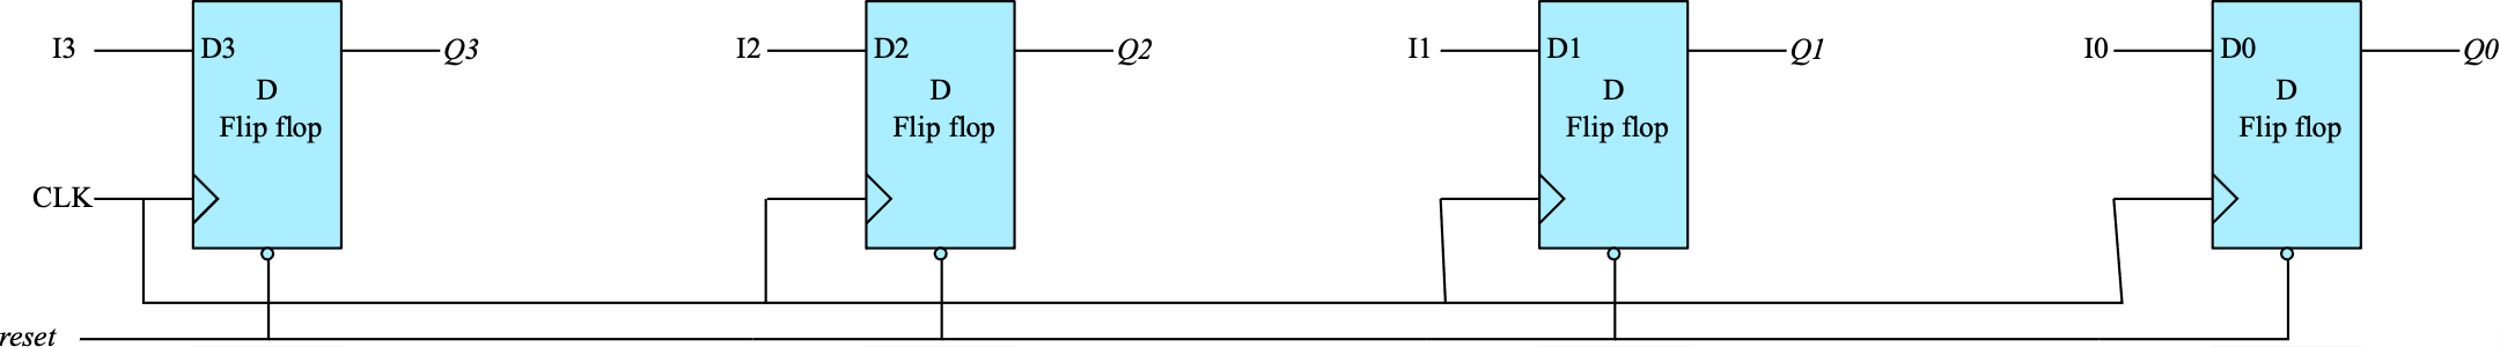 I3 D3 Q3 I2 D2 Q2 I1 D1 Q1 I0 D0 Q0
D D D D
Flip flop Flip flop Flip flop Flip flop
CLK
reset